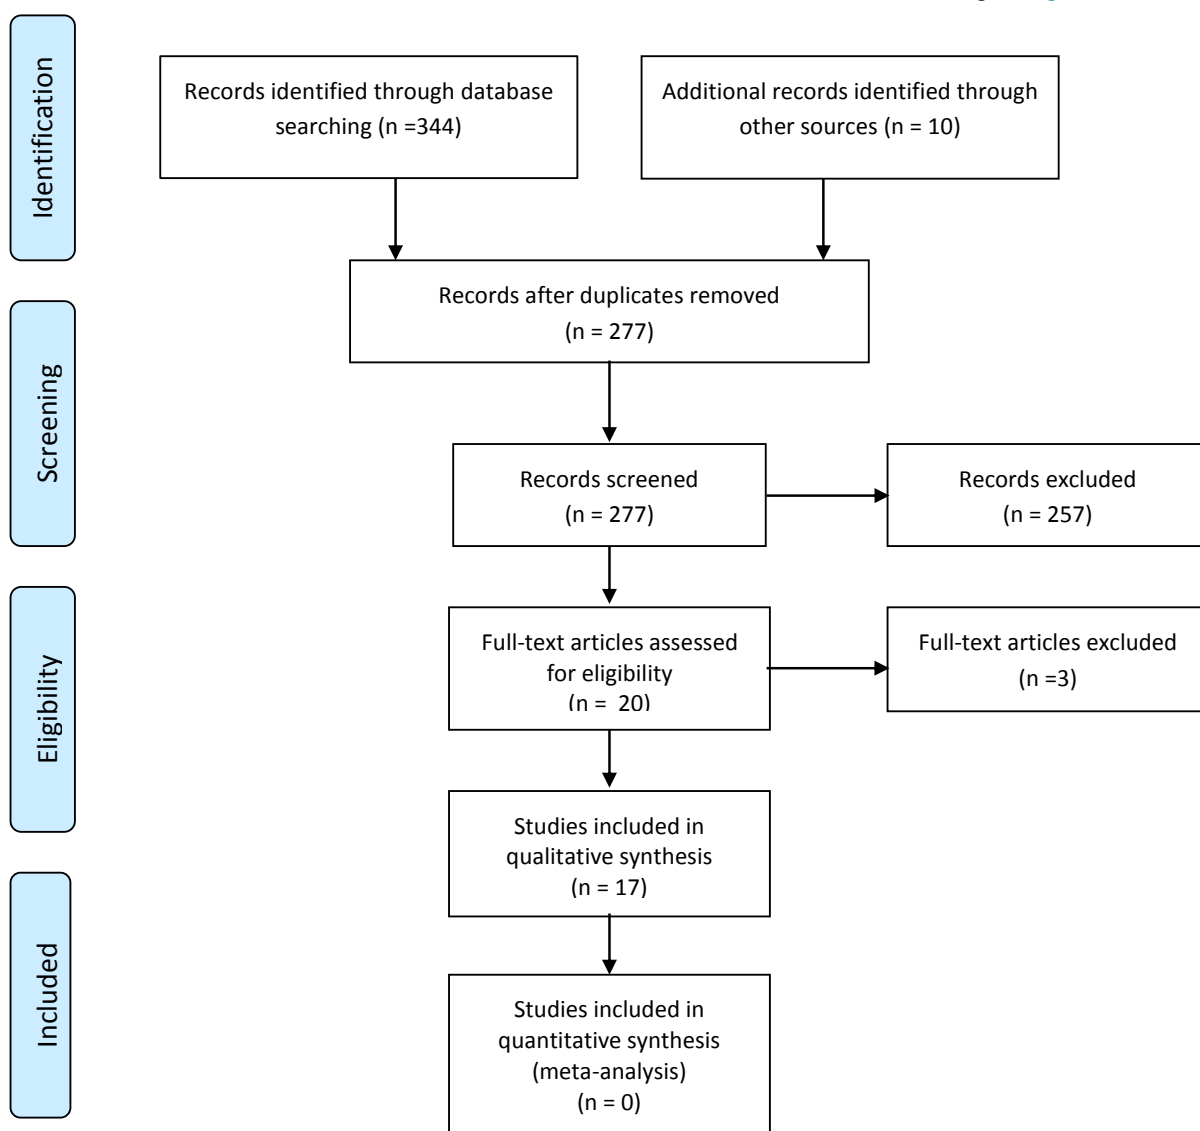 Identification
Records identified through database
searching (n =344)
Additional records identified through
other sources (n = 10)
Records after duplicates removed
(n = 277)
Screening
Records screened
(n = 277)
Records excluded
(n = 257)
Eligibility
Full-text articles assessed
for eligibility
(n =  20)
Full-text articles excluded
(n =3)
Studies included in
qualitative synthesis
(n = 17)
Included
Studies included in
quantitative synthesis
(meta-analysis)
(n = 0)